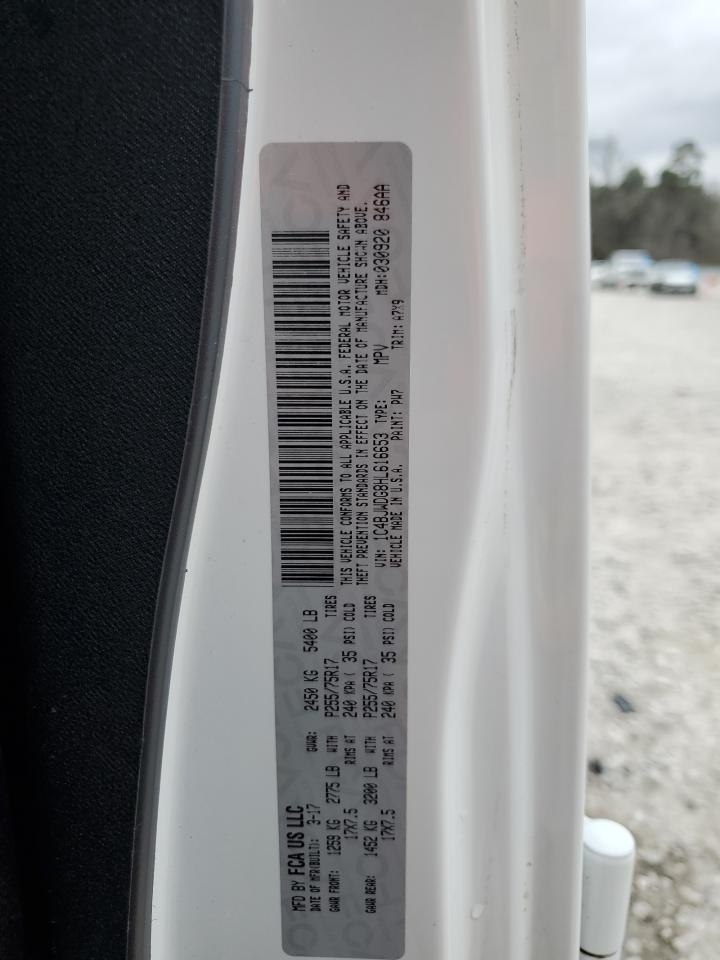 MFD BY FCA US LLC
DATE OF MFR(BUILT): 3-17 GVWR: 2450 KG 5400 LB
GAWR FRONT: 1259 KG 2775 LB WITH P255/75R17 TIRES
17X7.5 RIMS AT 240 KPA ( 35 PSI) COLD
GAWR REAR: 1452 KG 3200 LB WITH P255/75R17 TIRES
17X7.5 RIMS AT 240 KPA ( 35 PSI) COLD
THIS VEHICLE CONFORMS TO ALL APPLICABLE U.S.A. FEDERAL MOTOR VEHICLE SAFETY AND
THEFT PREVENTION STANDARDS IN EFFECT ON THE DATE OF MANUFACTURE SHOWN ABOVE.
VIN: 1C4BJWDG8HL616653 TYPE: MPV MDH:030920 846AA
VEHICLE MADE IN U.S.A. PAINT: PW7 TRIM: A7X9